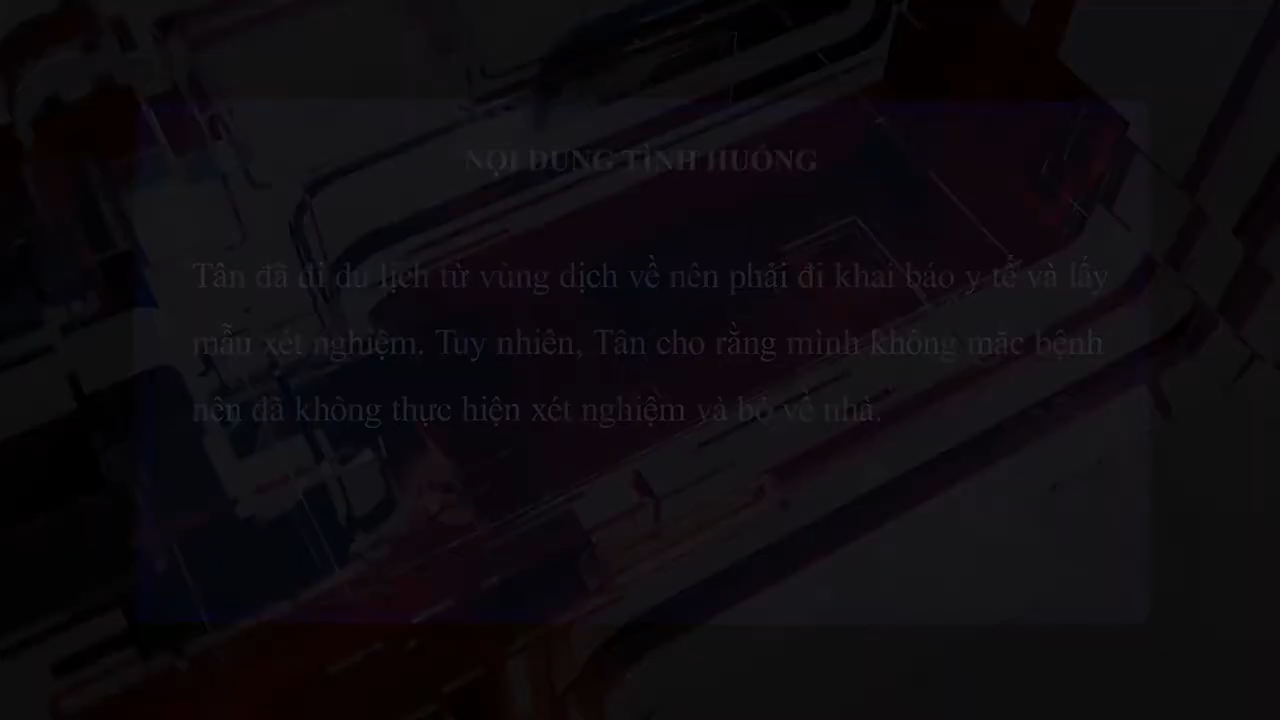 NỘI DUNG TÌNH HUỐNG
Tân đã đi du lịch từ vùng dịch về nên phải đi khai báo y tế và lấy
mẫu xét nghiệm. Tuy nhiên, Tân cho rằng mình không mắc bệnh
nên đã không thực hiện xét nghiệm và bỏ về nhà.